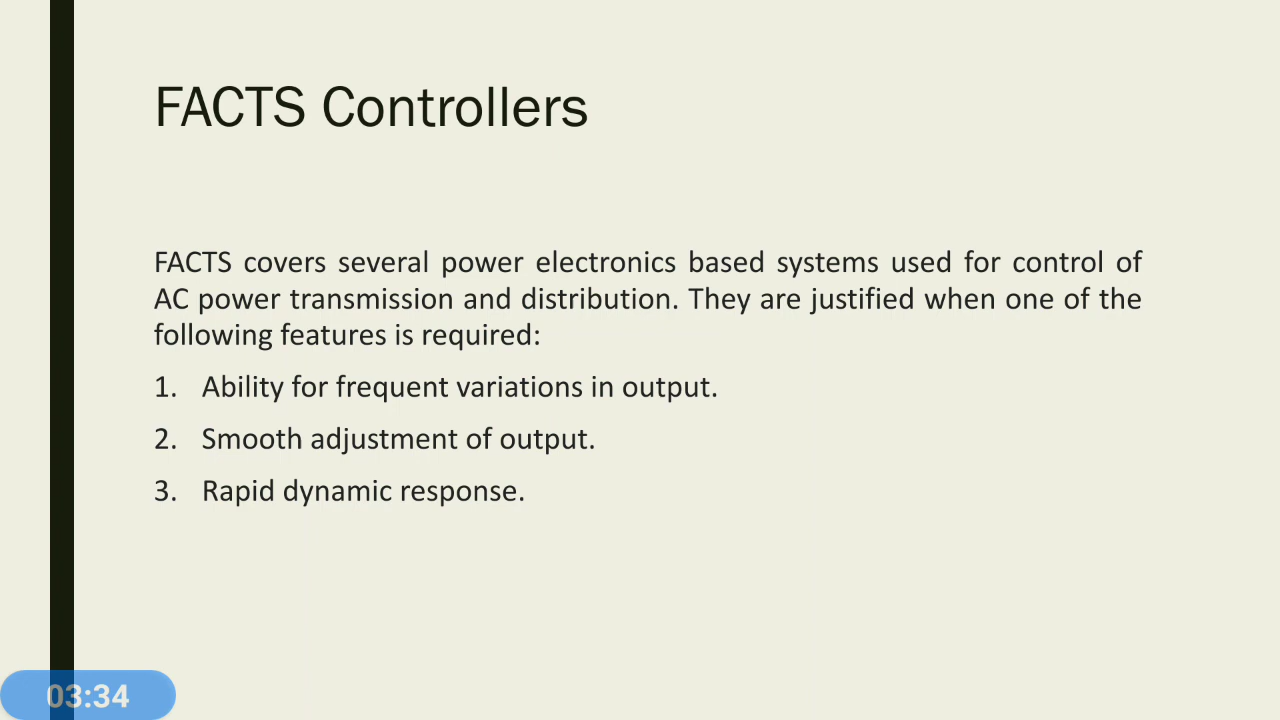 FACTS Controllers
FACTS covers several power electronics based systems used for control of
AC power transmission and distribution. They are justified when one of the
following features is required:
1. Ability for frequent variations in output.
2. Smooth adjustment of output.
3. Rapid dynamic response.
03:34